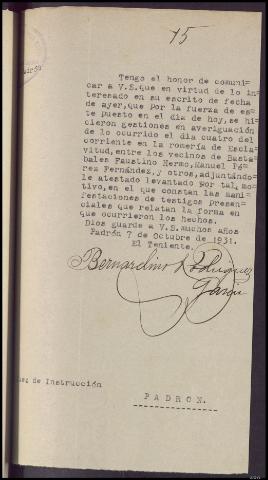 15
Tengo el honor de comuni-
car a V.S. que en virtud de lo in-
teresado en su escrito de fecha
de ayer, que por la fuerza de es-
te puesto en el dia de hoy, se hi-
cieron gestiones en averiguación
de lo ocurrido el dia cuatro del
corriente en la romería de Escla-
vitud, entre los vecinos de Basta-
bales Faustino Hermo, Manuel Pé-
rez Fernández, y otros, adjuntándo-
le atestado levantado por tal, mo-
tivo, en el que constan las mani-
festaciones de testigos presen-
ciales que relatan la forma en
que ocurrieron los hechos.
Dios guarde a V.S. muchos años
Padrón 7 de Octubre de 1931.
El Teniente,
Bernardino Rodriguez
Garcia
de Instrucción
PADRON.